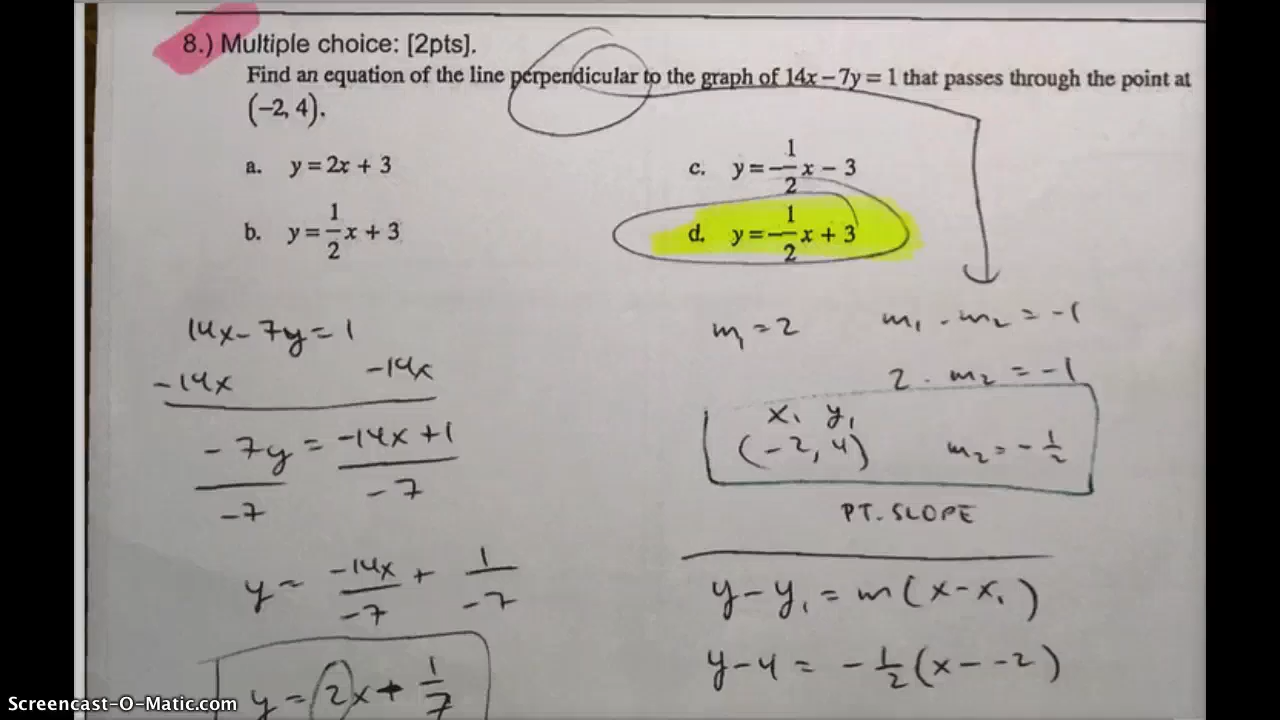 8.) Multiple choice: [2pts].
Find an equation of the line perpendicular to the graph of 14x – 7y = 1 that passes through the point at
(–2, 4).
a. y = 2x + 3
b. y = 1/2 x + 3
c. y = –1/2 x – 3
d. y = –1/2 x + 3
14x - 7y = 1
-14x -14x
-7y = -14x + 1
-7 -7
y = -14x/-7 + 1/-7
y = 2x + 1/7
m₁ = 2
m₁ · m₂ = -1
2 · m₂ = -1
x₁ y₁
(-2, 4) m₂ = -1/2
PT. SLOPE
y - y₁ = m(x - x₁)
y - 4 = -1/2 (x - -2)
Screencast-O-Matic.com